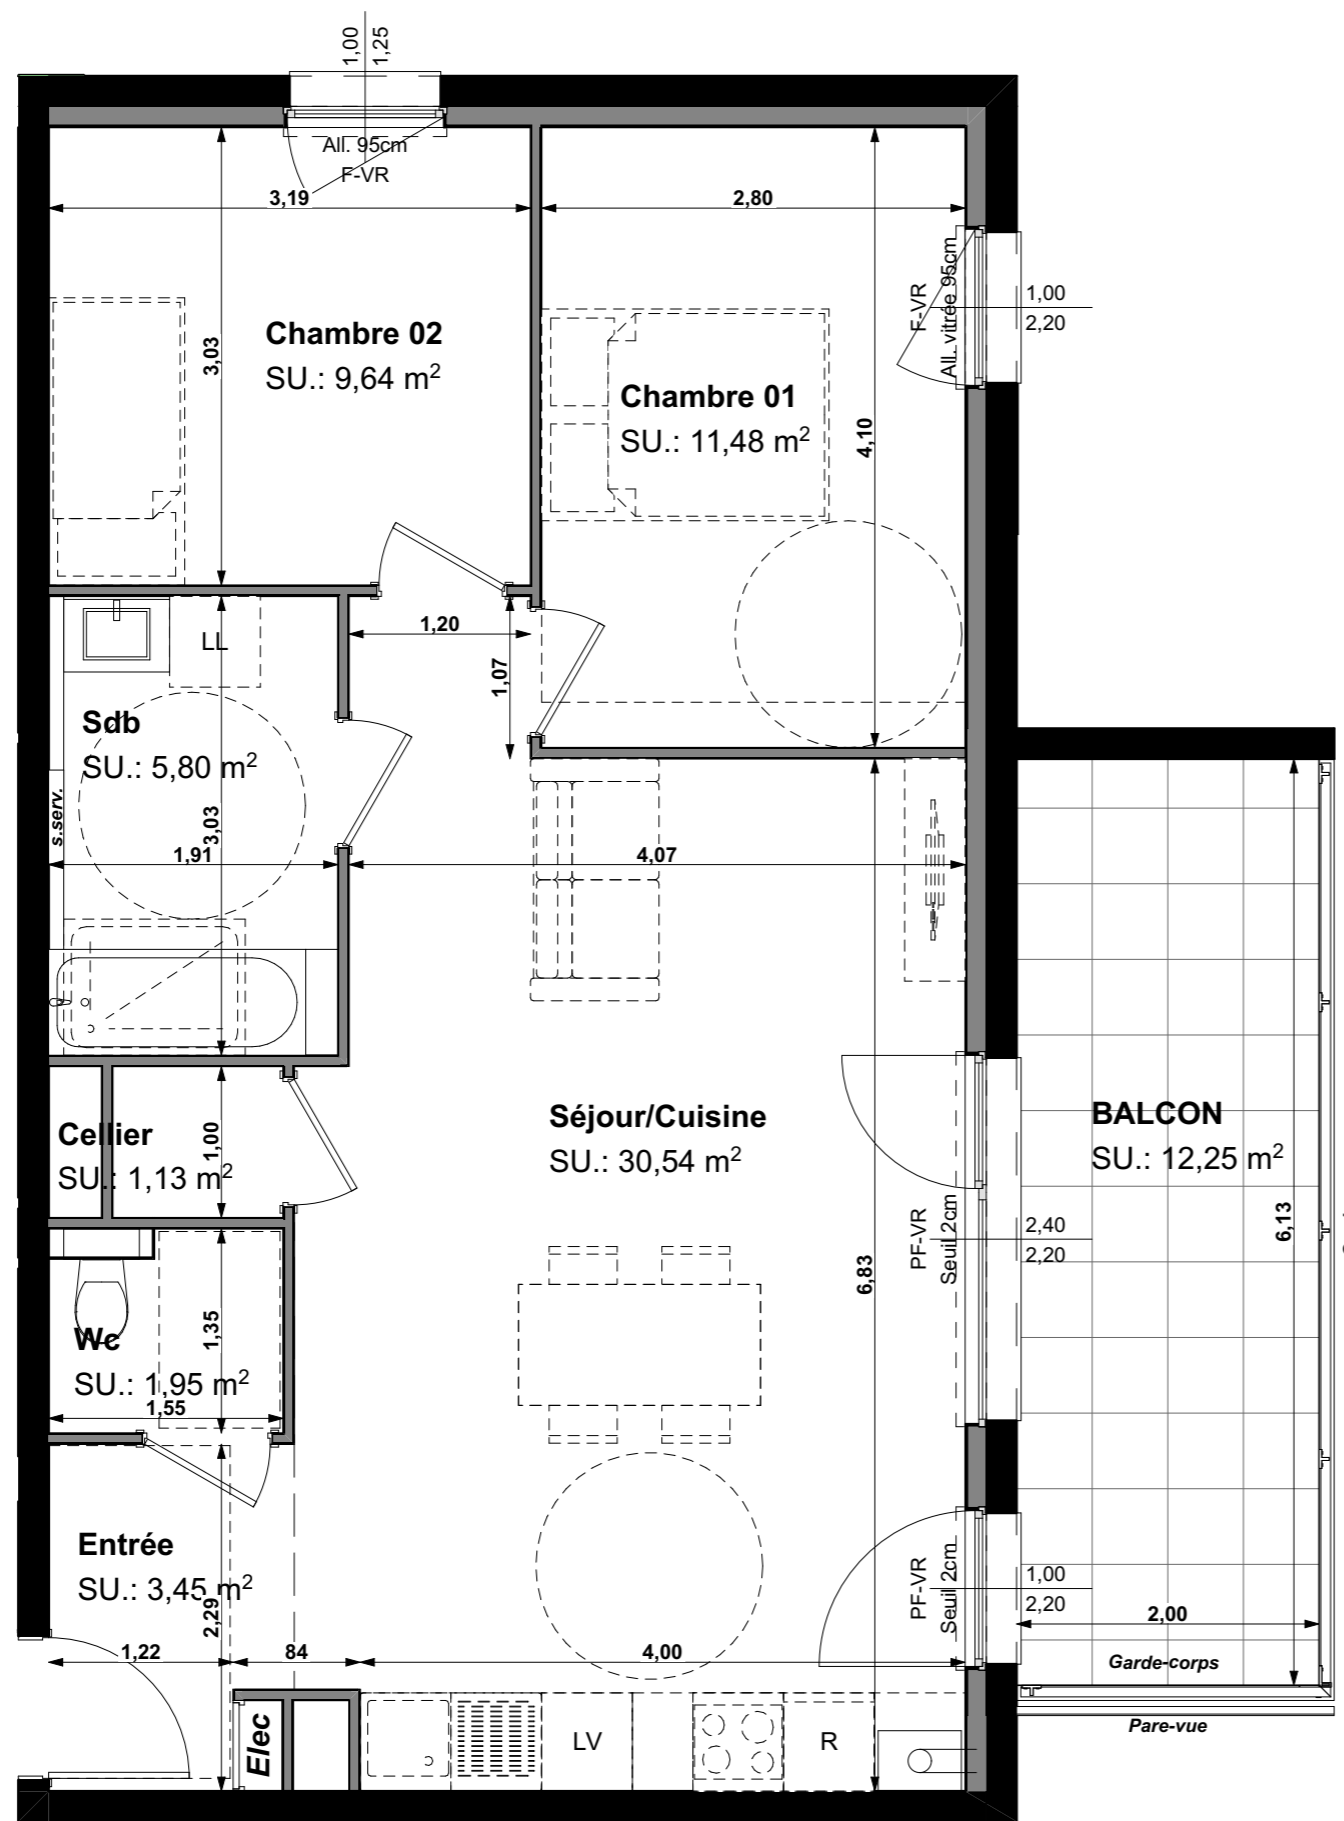 1,00
1,25
All. 95cm
F-VR
3,19
2,80
3,03
Chambre 02
SU.: 9,64 m²
Chambre 01
SU.: 11,48 m²
4,10
F-VR
All. vitrée 95cm
1,00
2,20
LL
1,20
1,07
Sdb
SU.: 5,80 m²
s.serv.
3,03
1,91
4,07
Cellier
SU.: 1,13 m²
1,00
Séjour/Cuisine
SU.: 30,54 m²
BALCON
SU.: 12,25 m²
6,13
PF-VR
Seuil 2cm
2,40
2,20
6,83
Wc
SU.: 1,95 m²
1,35
1,55
Entrée
SU.: 3,45 m²
2,29
1,22
84
4,00
PF-VR
Seuil 2cm
1,00
2,20
2,00
Garde-corps
Pare-vue
Elec
LV
R